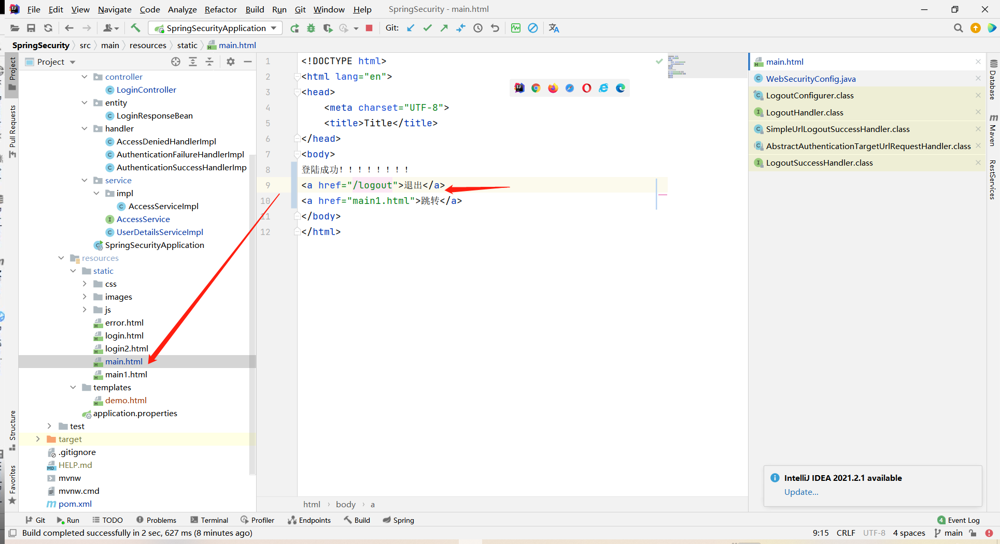 File Edit View Navigate Code Analyze Refactor Build Run Git Window Help SpringSecurity - main.html
SpringSecurityApplication Git:
SpringSecurity src main resources static main.html
Project
Project
Pull Requests
Structure
Favorites
controller
LoginController
entity
LoginResponseBean
handler
AccessDeniedHandlerImpl
AuthenticationFailureHandlerImpl
AuthenticationSuccessHandlerImp
service
impl
AccessServiceImpl
AccessService
UserDetailsServiceImpl
SpringSecurityApplication
resources
static
css
images
js
error.html
login.html
login2.html
main.html
main1.html
templates
demo.html
application.properties
test
target
.gitignore
HELP.md
mvnw
mvnw.cmd
pom.xml
1 <!DOCTYPE html>
2 <html lang="en">
3 <head>
4 <meta charset="UTF-8">
5 <title>Title</title>
6 </head>
7 <body>
8 登陆成功！！！！！！！！
9 <a href="/logout">退出</a>
10 <a href="main1.html">跳转</a>
11 </body>
12 </html>
html › body › a
main.html
WebSecurityConfig.java
LogoutConfigurer.class
LogoutHandler.class
SimpleUrlLogoutSuccessHandler.class
AbstractAuthenticationTargetUrlRequestHandler.class
LogoutSuccessHandler.class
Database
Maven
RestServices
IntelliJ IDEA 2021.2.1 available
Update...
Git Run TODO Problems Terminal Profiler Endpoints Build Spring 4 Event Log
Build completed successfully in 2 sec, 627 ms (8 minutes ago) 9:15 CRLF UTF-8 4 spaces main